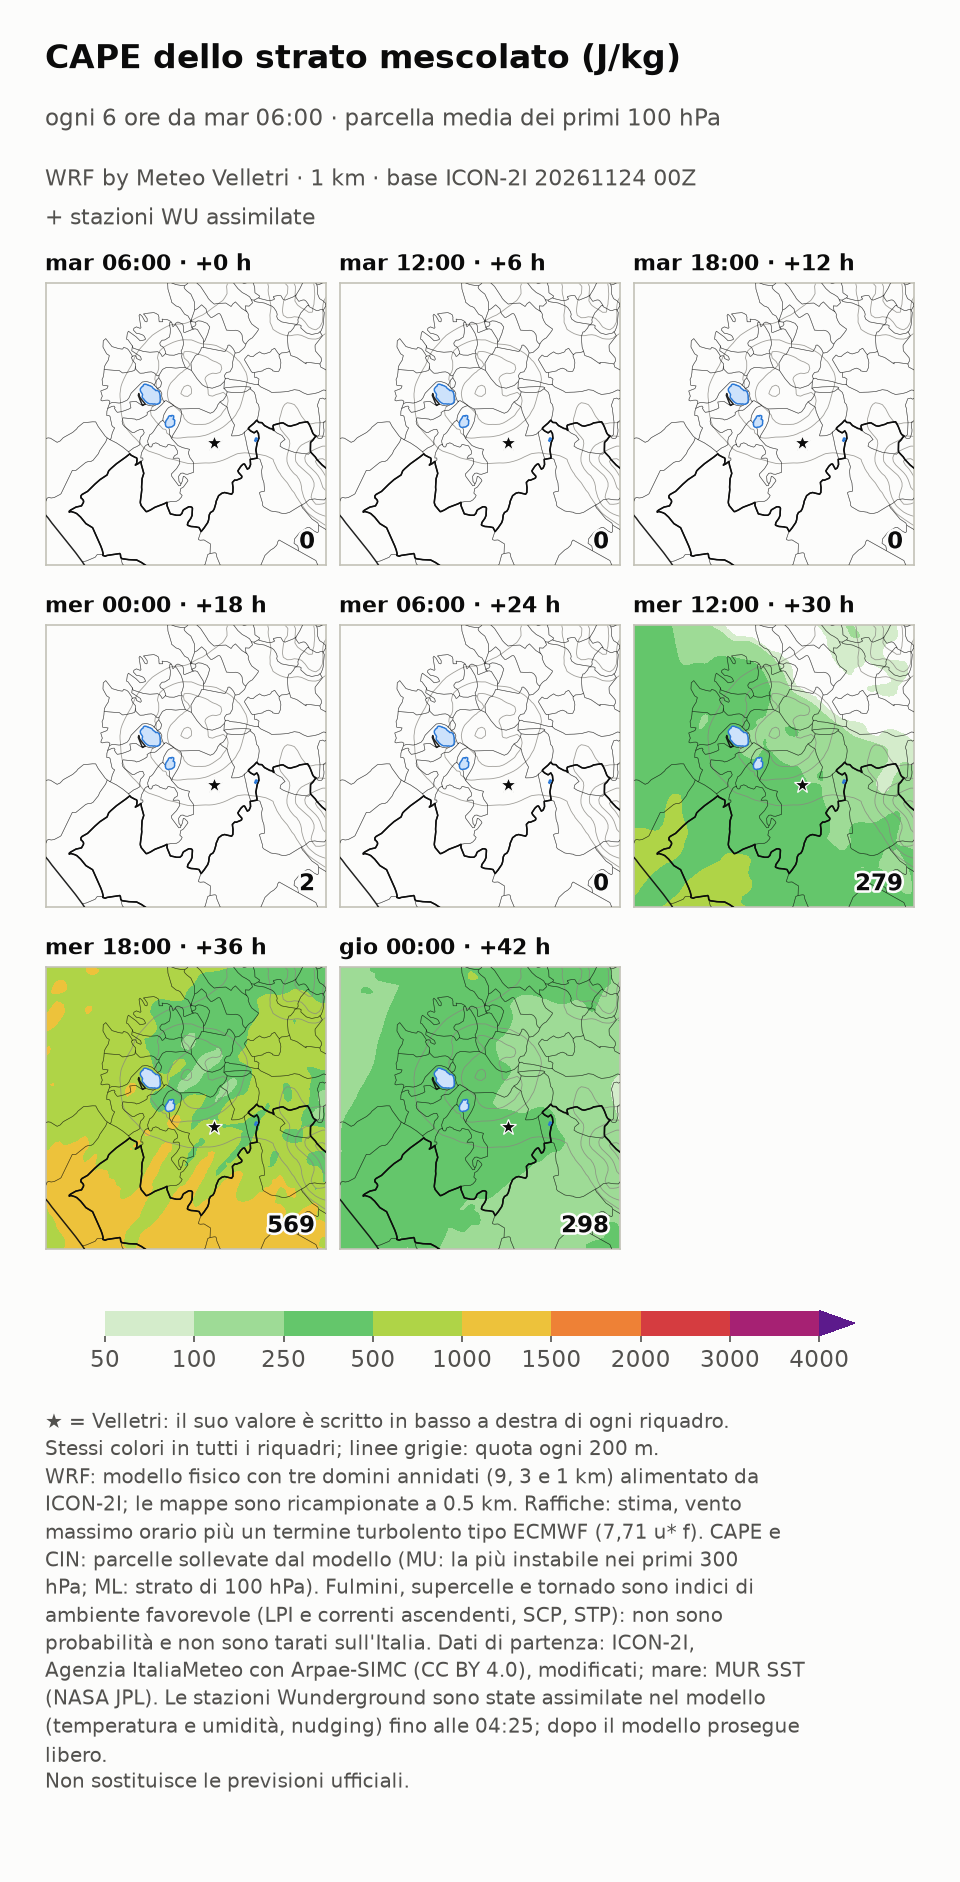 CAPE dello strato mescolato (J/kg)
ogni 6 ore da mar 06:00 · parcella media dei primi 100 hPa
WRF by Meteo Velletri · 1 km · base ICON-2I 20261124 00Z
+ stazioni WU assimilate
mar 06:00 · +0 h
mar 12:00 · +6 h
mar 18:00 · +12 h
0
0
0
mer 00:00 · +18 h
mer 06:00 · +24 h
mer 12:00 · +30 h
2
0
279
mer 18:00 · +36 h
gio 00:00 · +42 h
569
298
50 100 250 500 1000 1500 2000 3000 4000
★ = Velletri: il suo valore è scritto in basso a destra di ogni riquadro.
Stessi colori in tutti i riquadri; linee grigie: quota ogni 200 m.
WRF: modello fisico con tre domini annidati (9, 3 e 1 km) alimentato da
ICON-2I; le mappe sono ricampionate a 0.5 km. Raffiche: stima, vento
massimo orario più un termine turbolento tipo ECMWF (7,71 u* f). CAPE e
CIN: parcelle sollevate dal modello (MU: la più instabile nei primi 300
hPa; ML: strato di 100 hPa). Fulmini, supercelle e tornado sono indici di
ambiente favorevole (LPI e correnti ascendenti, SCP, STP): non sono
probabilità e non sono tarati sull'Italia. Dati di partenza: ICON-2I,
Agenzia ItaliaMeteo con Arpae-SIMC (CC BY 4.0), modificati; mare: MUR SST
(NASA JPL). Le stazioni Wunderground sono state assimilate nel modello
(temperatura e umidità, nudging) fino alle 04:25; dopo il modello prosegue
libero.
Non sostituisce le previsioni ufficiali.